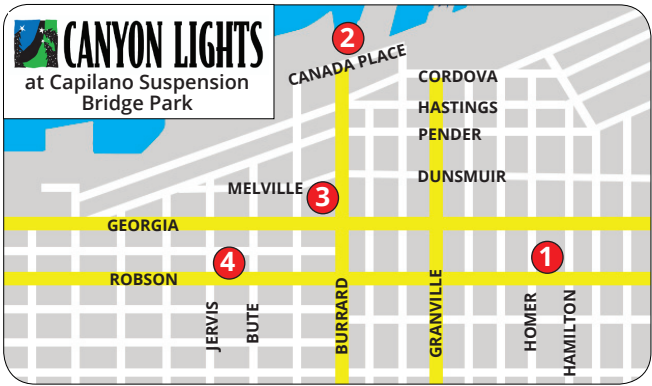 CANYON LIGHTS
at Capilano Suspension
Bridge Park
2
CANADA PLACE
CORDOVA
HASTINGS
PENDER
DUNSMUIR
MELVILLE
3
GEORGIA
4
1
ROBSON
JERVIS
BUTE
BURRARD
GRANVILLE
HOMER
HAMILTON